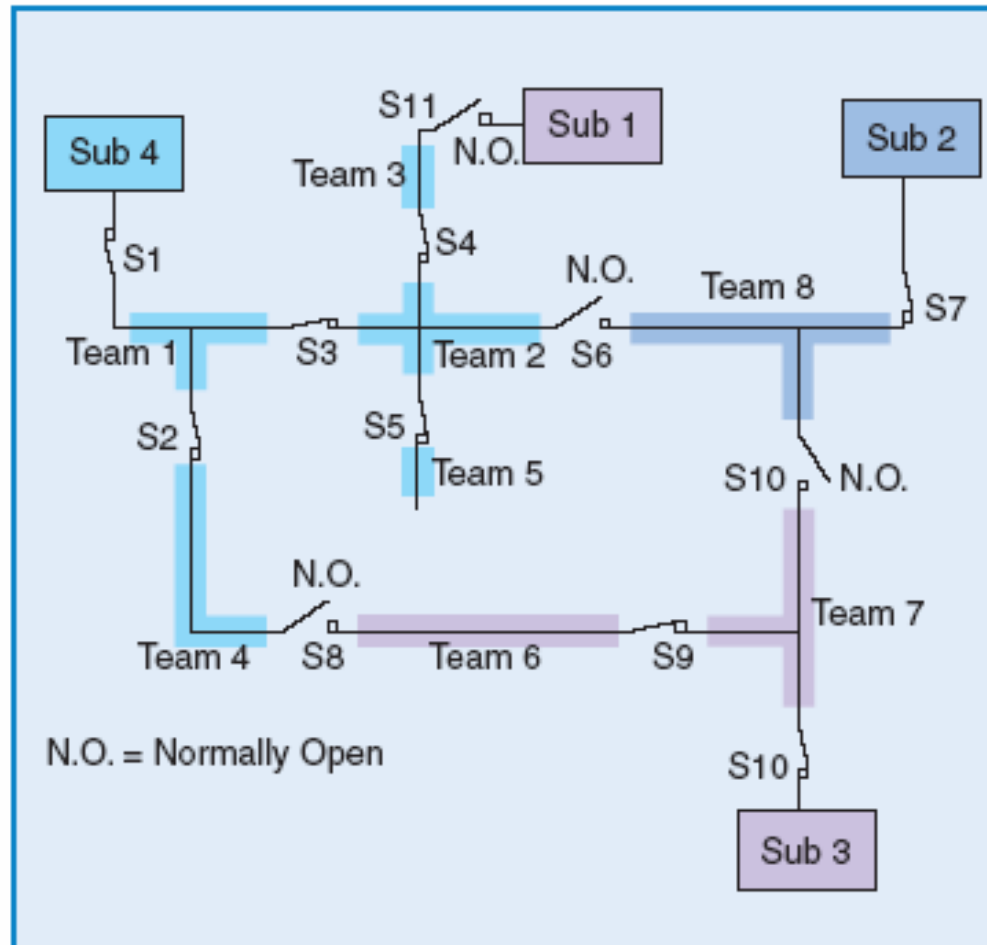 S11
Sub 1
Sub 4
Sub 2
N.O.
Team 3
S4
S1
N.O.
Team 8
S7
Team 1
S3
Team 2
S6
S2
S5
Team 5
S10
N.O.
N.O.
Team 7
Team 4
S8
Team 6
S9
N.O. = Normally Open
S10
Sub 3